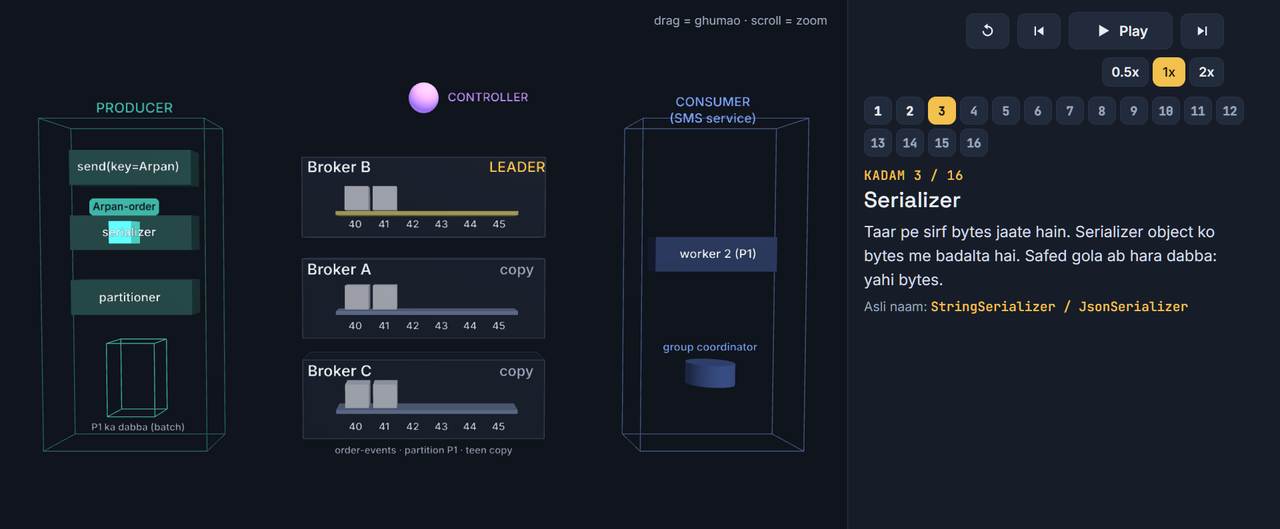 drag = ghumao · scroll = zoom
PRODUCER
send(key=Arpan)
Arpan-order
serializer
partitioner
P1 ka dabba (batch)
CONTROLLER
Broker B
LEADER
40 41 42 43 44 45
Broker A
copy
40 41 42 43 44 45
Broker C
copy
40 41 42 43 44 45
order-events · partition P1 · teen copy
CONSUMER
(SMS service)
worker 2 (P1)
group coordinator
Play
0.5x 1x 2x
1 2 3 4 5 6 7 8 9 10 11 12
13 14 15 16
KADAM 3 / 16
Serializer
Taar pe sirf bytes jaate hain. Serializer object ko
bytes me badalta hai. Safed gola ab hara dabba:
yahi bytes.
Asli naam: StringSerializer / JsonSerializer